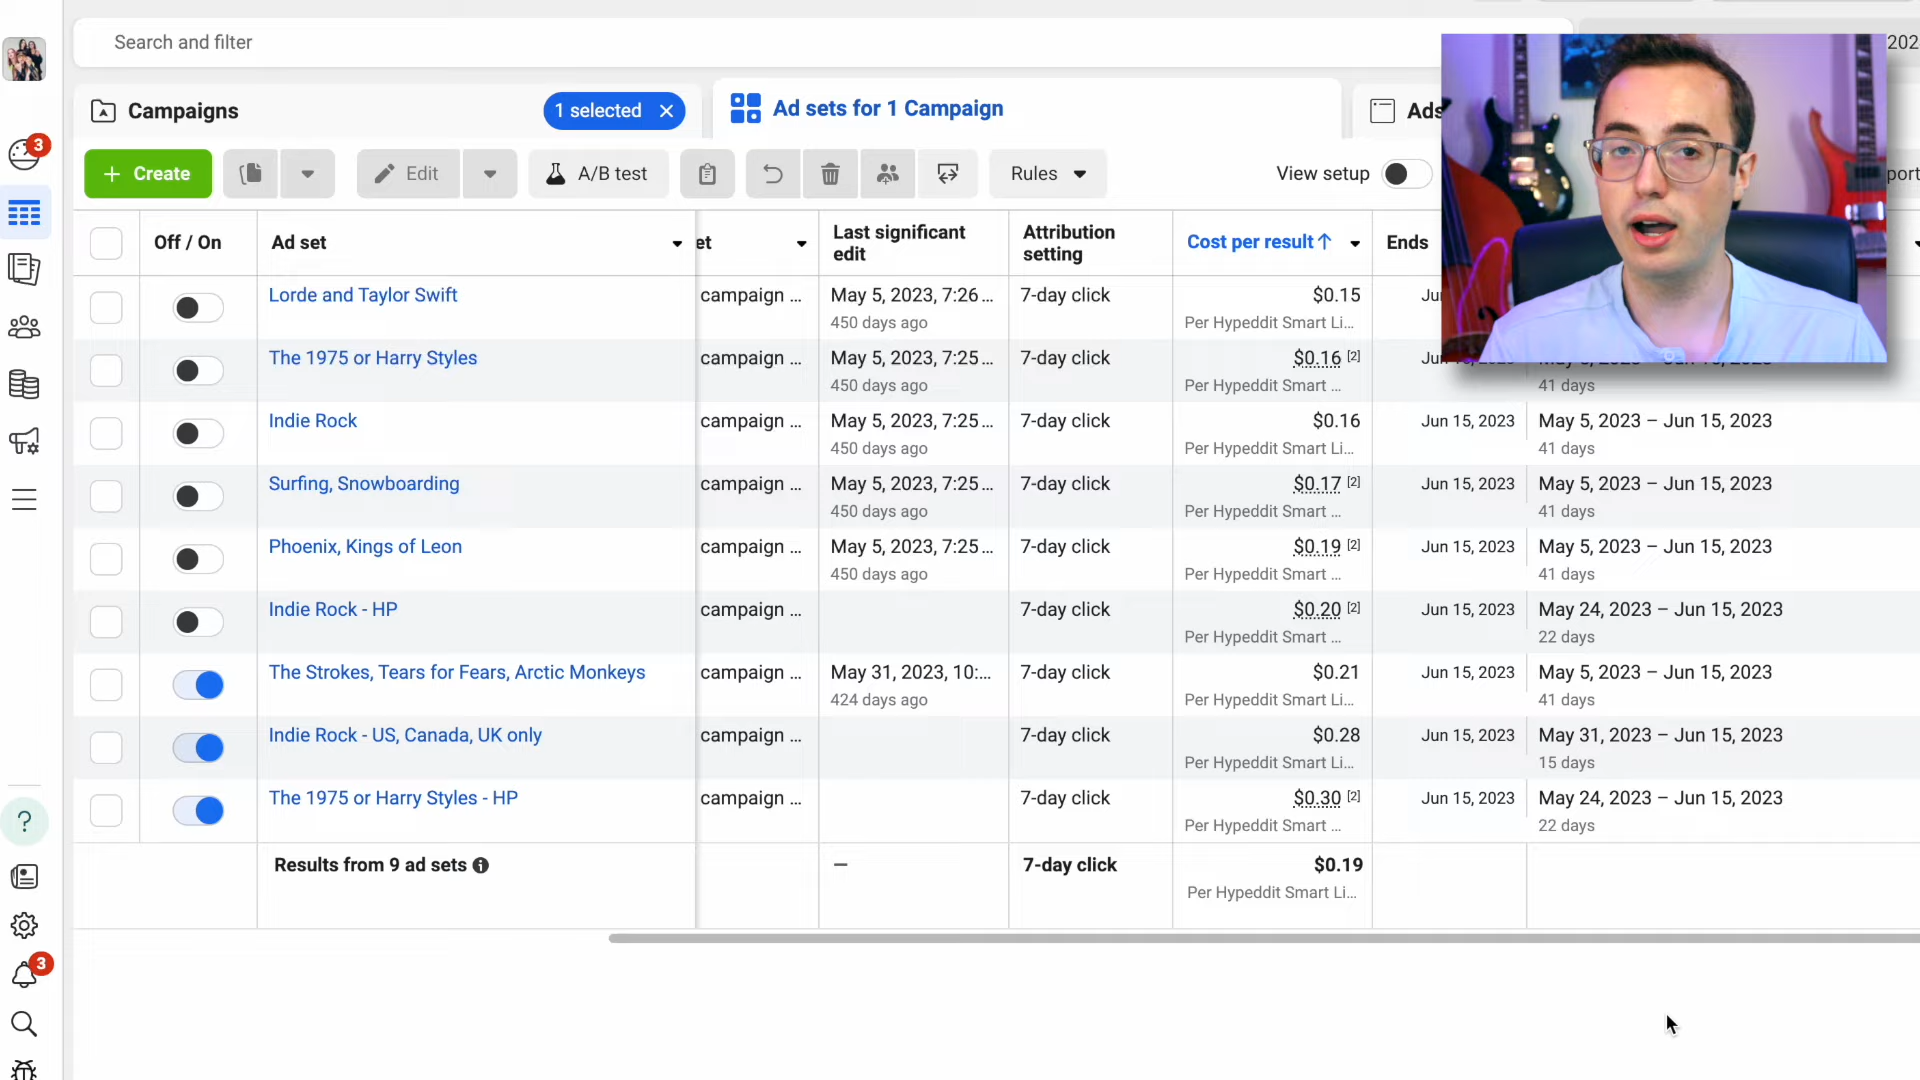 Search and filter
202
3
Campaigns
1 selected
Ad sets for 1 Campaign
Ads
+ Create
Edit
A/B test
Rules
View setup
port
Off / On
Ad set
et
Last significant edit
Attribution setting
Cost per result↑
Ends
Lorde and Taylor Swift
campaign ...
May 5, 2023, 7:26 ...
450 days ago
7-day click
$0.15
Per Hypeddit Smart Li...
The 1975 or Harry Styles
campaign ...
May 5, 2023, 7:25 ...
450 days ago
7-day click
$0.16 [2]
Per Hypeddit Smart ...
41 days
Indie Rock
campaign ...
May 5, 2023, 7:25 ...
450 days ago
7-day click
$0.16
Per Hypeddit Smart Li...
Jun 15, 2023
May 5, 2023 – Jun 15, 2023
41 days
Surfing, Snowboarding
campaign ...
May 5, 2023, 7:25 ...
450 days ago
7-day click
$0.17 [2]
Per Hypeddit Smart ...
Jun 15, 2023
May 5, 2023 – Jun 15, 2023
41 days
Phoenix, Kings of Leon
campaign ...
May 5, 2023, 7:25 ...
450 days ago
7-day click
$0.19 [2]
Per Hypeddit Smart ...
Jun 15, 2023
May 5, 2023 – Jun 15, 2023
41 days
Indie Rock - HP
campaign ...
7-day click
$0.20 [2]
Per Hypeddit Smart ...
Jun 15, 2023
May 24, 2023 – Jun 15, 2023
22 days
The Strokes, Tears for Fears, Arctic Monkeys
campaign ...
May 31, 2023, 10:...
424 days ago
7-day click
$0.21
Per Hypeddit Smart Li...
Jun 15, 2023
May 5, 2023 – Jun 15, 2023
41 days
Indie Rock - US, Canada, UK only
campaign ...
7-day click
$0.28
Per Hypeddit Smart Li...
Jun 15, 2023
May 31, 2023 – Jun 15, 2023
15 days
The 1975 or Harry Styles - HP
campaign ...
7-day click
$0.30 [2]
Per Hypeddit Smart ...
Jun 15, 2023
May 24, 2023 – Jun 15, 2023
22 days
Results from 9 ad sets
—
7-day click
$0.19
Per Hypeddit Smart Li...
3